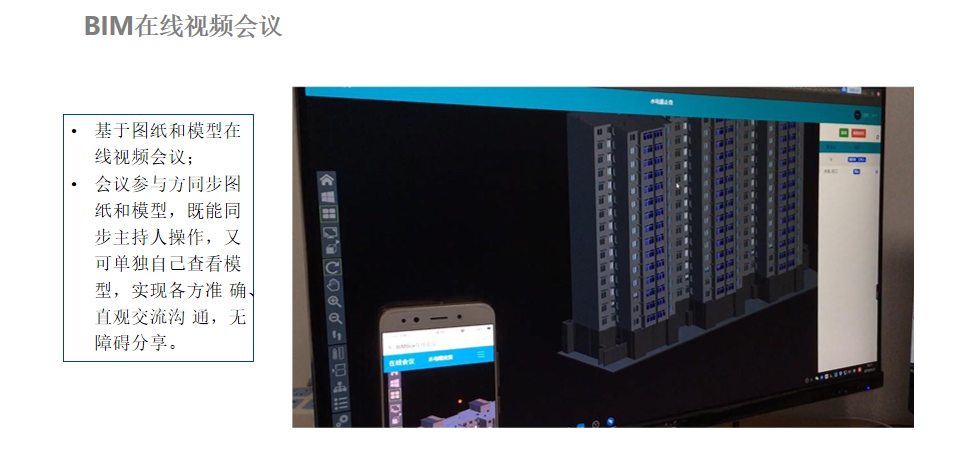 BIM在线视频会议
• 基于图纸和模型在
线视频会议；
• 会议参与方同步图
纸和模型，既能同
步主持人操作，又
可单独自己查看模
型，实现各方准 确、
直观交流沟 通，无
障碍分享。
在线会议